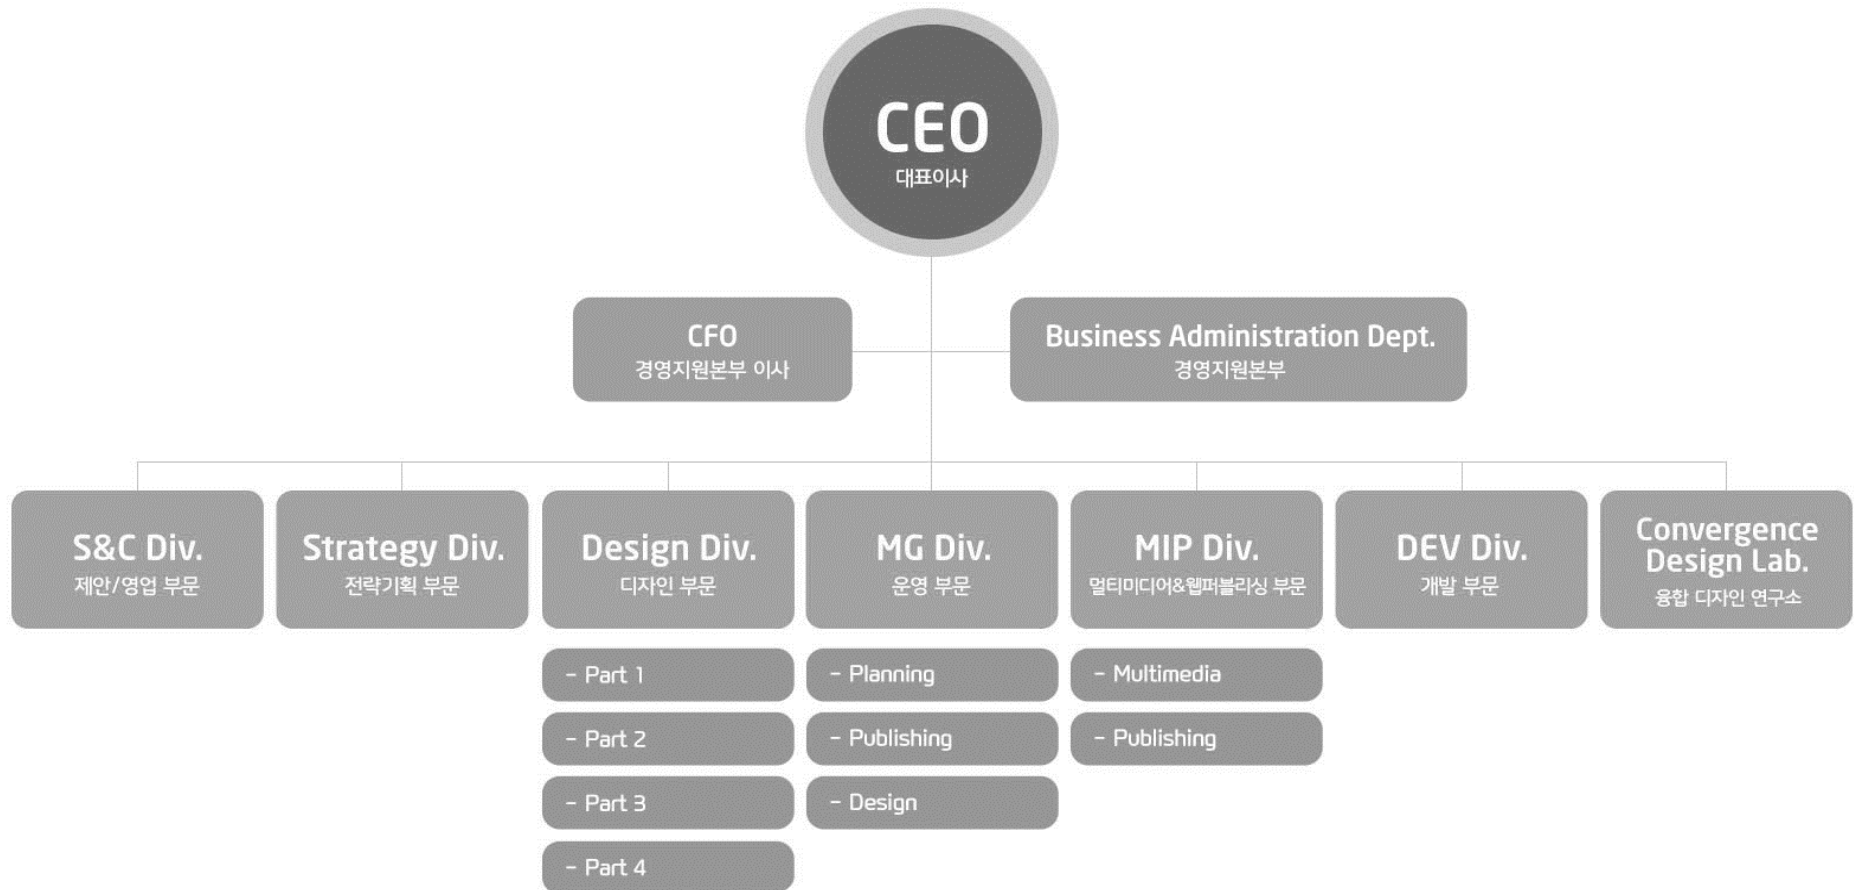 CEO
대표이사
CFO
경영지원본부 이사
Business Administration Dept.
경영지원본부
S&C Div.
제안/영업 부문
Strategy Div.
전략기획 부문
Design Div.
디자인 부문
MG Div.
운영 부문
MIP Div.
멀티미디어&웹퍼블리싱 부문
DEV Div.
개발 부문
Convergence
Design Lab.
융합 디자인 연구소
- Part 1
- Part 2
- Part 3
- Part 4
- Planning
- Publishing
- Design
- Multimedia
- Publishing